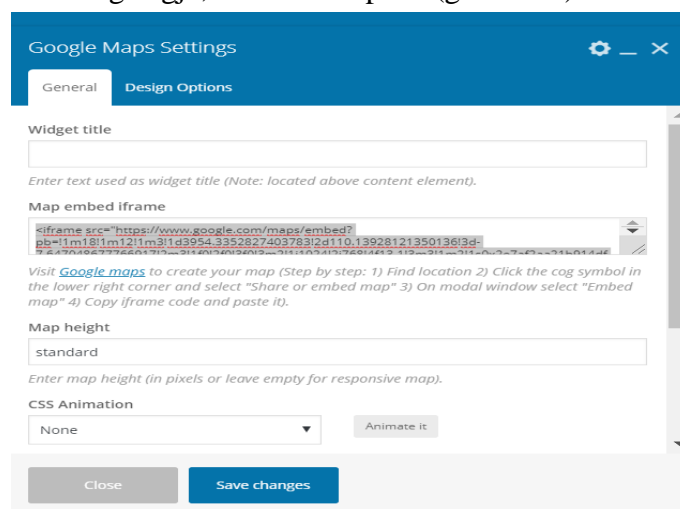 Google Maps Settings
General Design Options
Widget title
Enter text used as widget title (Note: located above content element).
Map embed iframe
<iframe src="https://www.google.com/maps/embed?
pb=!1m18!1m12!1m3!1d3954.3352827403783!2d110.13928121350136!3d-
Visit Google maps to create your map (Step by step: 1) Find location 2) Click the cog symbol in
the lower right corner and select "Share or embed map" 3) On modal window select "Embed
map" 4) Copy iframe code and paste it).
Map height
standard
Enter map height (in pixels or leave empty for responsive map).
CSS Animation
None Animate it
Close Save changes